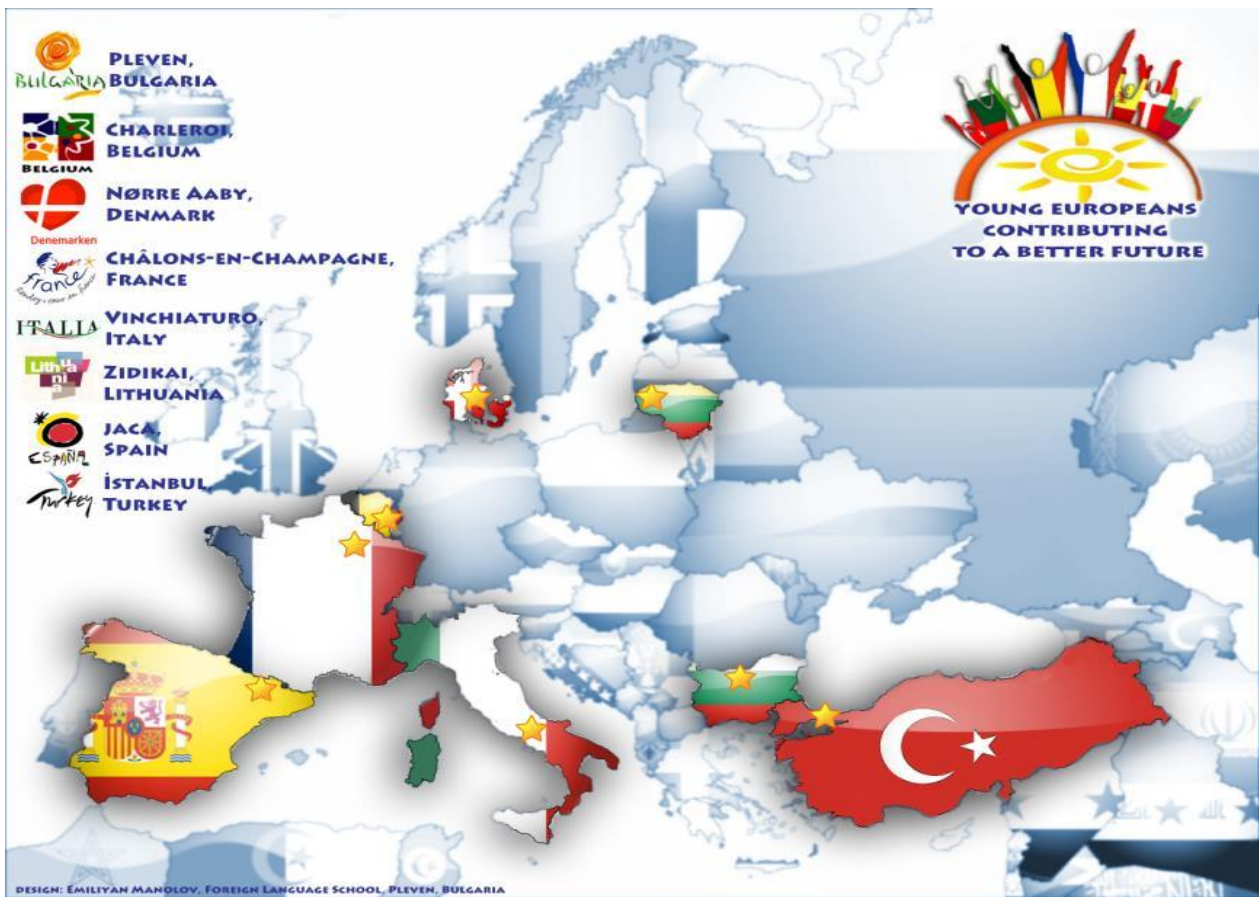 BULGARIA
PLEVEN,
BULGARIA
BELGIUM
CHARLEROI,
BELGIUM
Denemarken
NØRRE AABY,
DENMARK
france
CHÂLONS-EN-CHAMPAGNE,
FRANCE
ITALIA
VINCHIATURO,
ITALY
Lithuania
ZIDIKAI,
LITHUANIA
ESPAÑA
JACA,
SPAIN
Turkey
İSTANBUL,
TURKEY
YOUNG EUROPEANS
CONTRIBUTING
TO A BETTER FUTURE
DESIGN: EMILIYAN MANOLOV, FOREIGN LANGUAGE SCHOOL, PLEVEN, BULGARIA